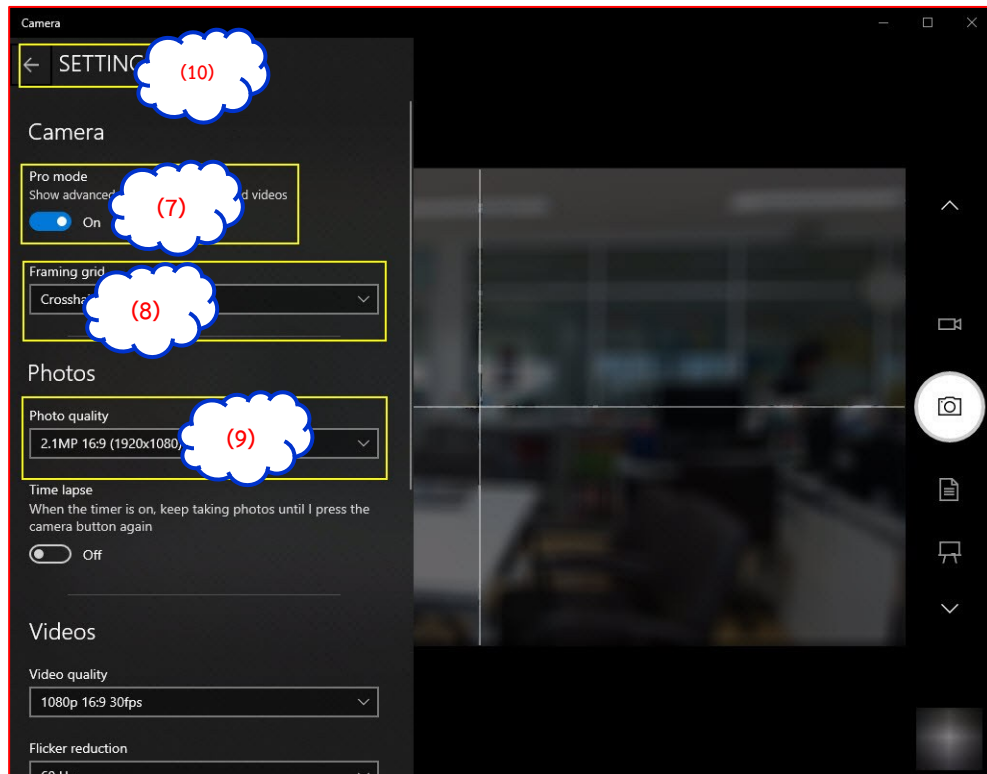 Camera
SETTING
(10)
Camera
Pro mode
Show advanced d videos
(7)
On
Framing grid
Crossha
(8)
Photos
Photo quality
2.1MP 16:9 (1920x1080)
(9)
Time lapse
When the timer is on, keep taking photos until I press the
camera button again
Off
Videos
Video quality
1080p 16:9 30fps
Flicker reduction